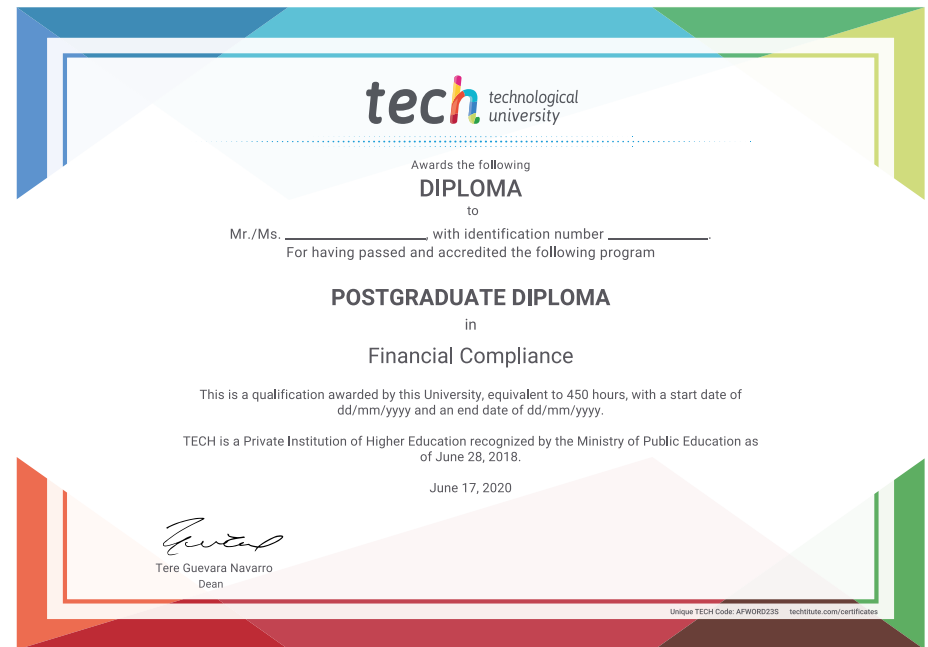 tech technological
university
Awards the following
DIPLOMA
to
Mr./Ms. ____________________, with identification number ______________.
For having passed and accredited the following program
POSTGRADUATE DIPLOMA
in
Financial Compliance
This is a qualification awarded by this University, equivalent to 450 hours, with a start date of
dd/mm/yyyy and an end date of dd/mm/yyyy.
TECH is a Private Institution of Higher Education recognized by the Ministry of Public Education as
of June 28, 2018.
June 17, 2020
Tere Guevara Navarro
Dean
Unique TECH Code: AFWORD23S techtitute.com/certificates